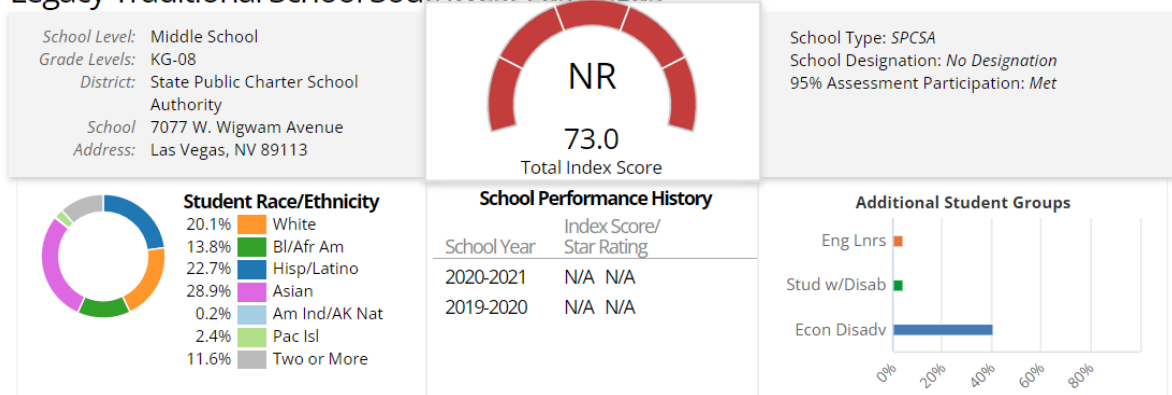 Legacy Traditional School
School Level: Middle School
Grade Levels: KG-08
District: State Public Charter School
Authority
School 7077 W. Wigwam Avenue
Address: Las Vegas, NV 89113
NR
73.0
Total Index Score
School Type: SPCSA
School Designation: No Designation
95% Assessment Participation: Met
Student Race/Ethnicity
20.1% White
13.8% Bl/Afr Am
22.7% Hisp/Latino
28.9% Asian
0.2% Am Ind/AK Nat
2.4% Pac Isl
11.6% Two or More
School Performance History
Index Score/
School Year Star Rating
2020-2021 N/A N/A
2019-2020 N/A N/A
Additional Student Groups
Eng Lnrs
Stud w/Disab
Econ Disadv
0% 20% 40% 60% 80%